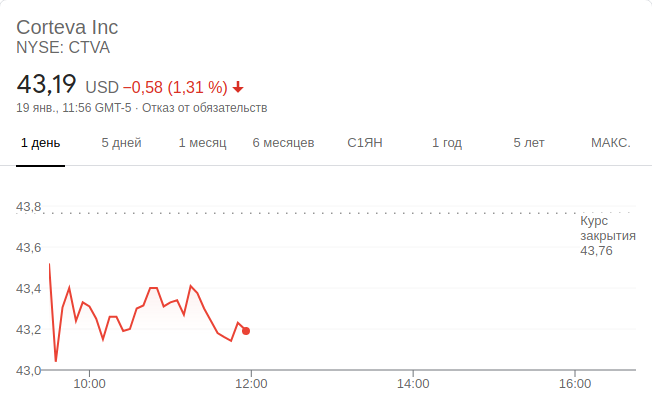 Corteva Inc
NYSE: CTVA
43,19 USD −0,58 (1,31 %)
19 янв., 11:56 GMT-5 · Отказ от обязательств
1 день 5 дней 1 месяц 6 месяцев С1ЯН 1 год 5 лет МАКС.
43,8
Курс
закрытия
43,76
43,6
43,4
43,2
43,0
10:00 12:00 14:00 16:00